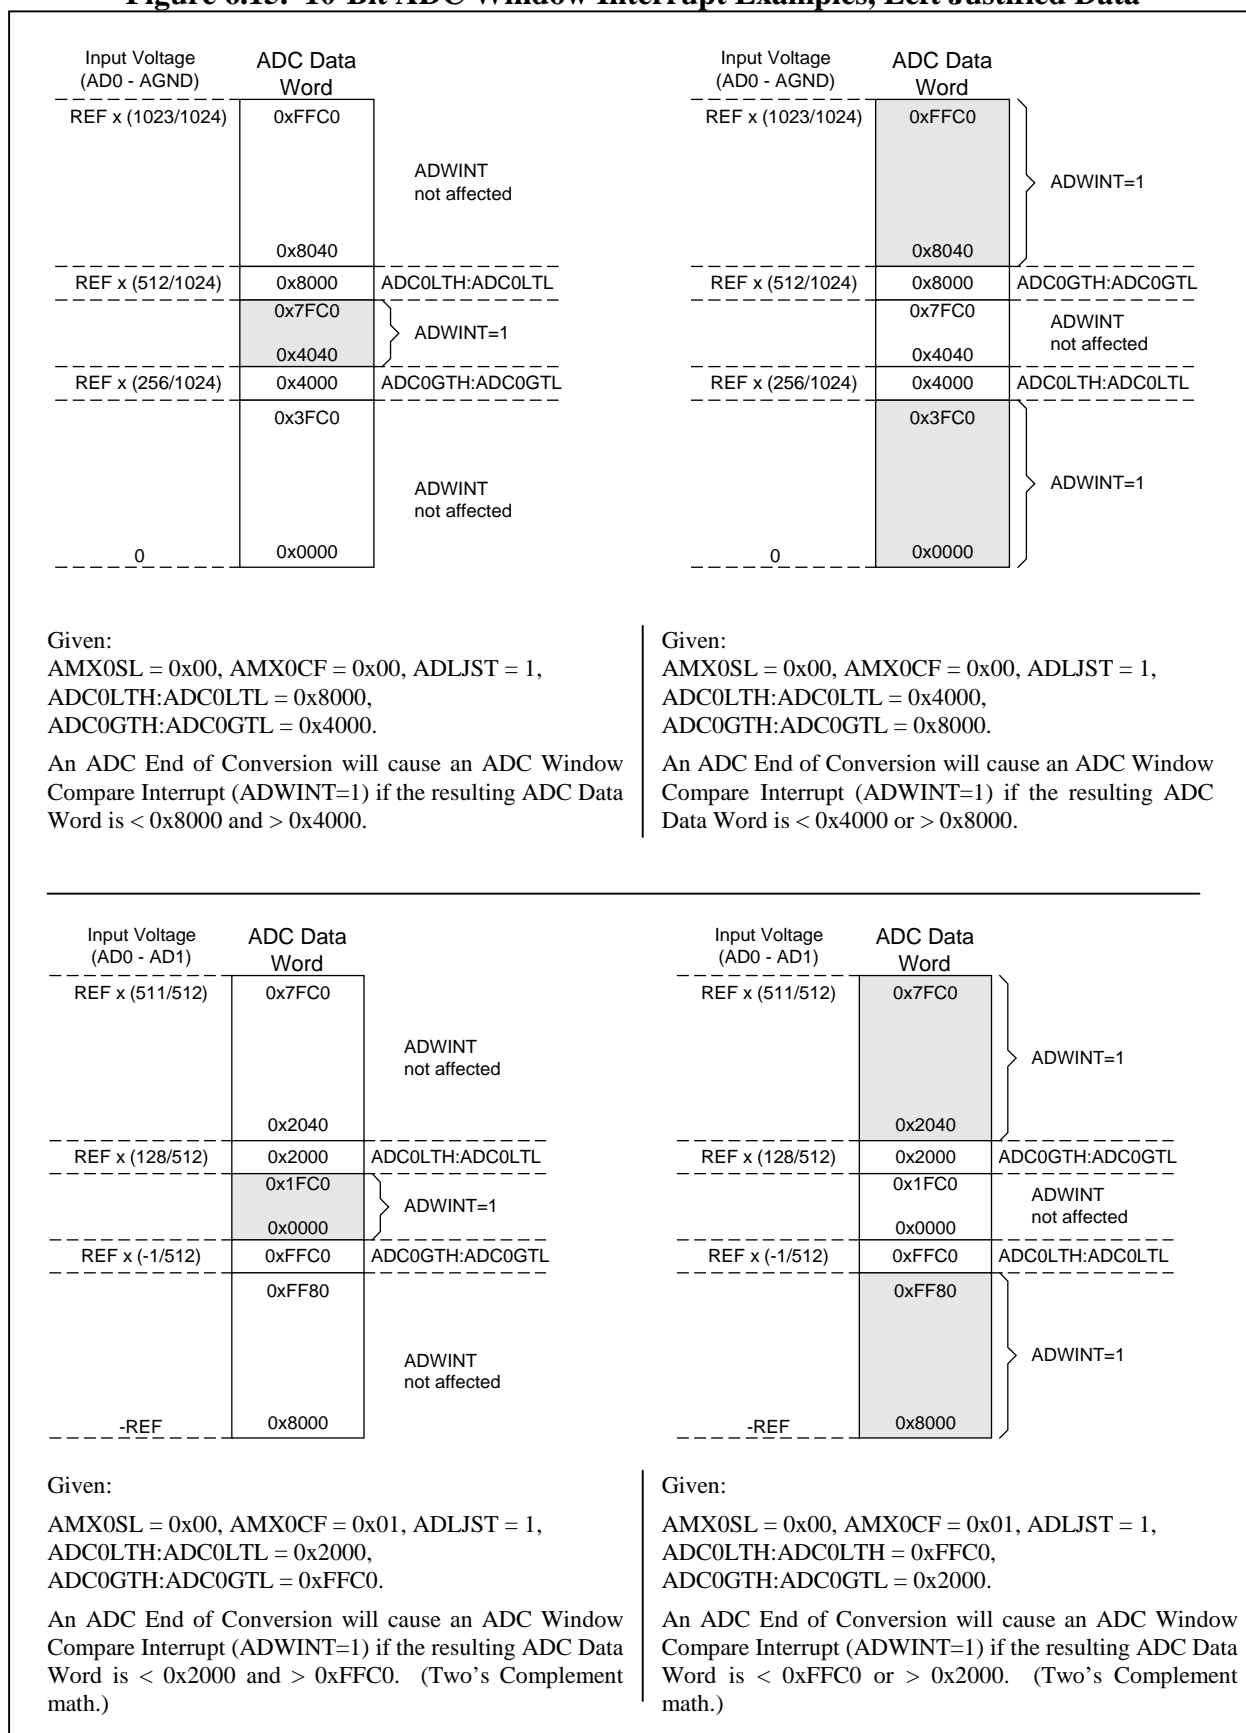 Figure 6.15.  10-Bit ADC Window Interrupt Examples, Left Justified Data
Input Voltage
(AD0 - AGND)
ADC Data
Word
REF x (1023/1024)
0xFFC0
ADWINT
not affected
0x8040
REF x (512/1024)
0x8000
ADC0LTH:ADC0LTL
0x7FC0
ADWINT=1
0x4040
REF x (256/1024)
0x4000
ADC0GTH:ADC0GTL
0x3FC0
ADWINT
not affected
0
0x0000
Input Voltage
(AD0 - AGND)
ADC Data
Word
REF x (1023/1024)
0xFFC0
ADWINT=1
0x8040
REF x (512/1024)
0x8000
ADC0GTH:ADC0GTL
0x7FC0
ADWINT
not affected
0x4040
REF x (256/1024)
0x4000
ADC0LTH:ADC0LTL
0x3FC0
ADWINT=1
0
0x0000
Given:
AMX0SL = 0x00, AMX0CF = 0x00, ADLJST = 1,
ADC0LTH:ADC0LTL = 0x8000,
ADC0GTH:ADC0GTL = 0x4000.
An ADC End of Conversion will cause an ADC Window
Compare Interrupt (ADWINT=1) if the resulting ADC Data
Word is < 0x8000 and > 0x4000.
Given:
AMX0SL = 0x00, AMX0CF = 0x00, ADLJST = 1,
ADC0LTH:ADC0LTL = 0x4000,
ADC0GTH:ADC0GTL = 0x8000.
An ADC End of Conversion will cause an ADC Window
Compare Interrupt (ADWINT=1) if the resulting ADC
Data Word is < 0x4000 or > 0x8000.
Input Voltage
(AD0 - AD1)
ADC Data
Word
REF x (511/512)
0x7FC0
ADWINT
not affected
0x2040
REF x (128/512)
0x2000
ADC0LTH:ADC0LTL
0x1FC0
ADWINT=1
0x0000
REF x (-1/512)
0xFFC0
ADC0GTH:ADC0GTL
0xFF80
ADWINT
not affected
-REF
0x8000
Input Voltage
(AD0 - AD1)
ADC Data
Word
REF x (511/512)
0x7FC0
ADWINT=1
0x2040
REF x (128/512)
0x2000
ADC0GTH:ADC0GTL
0x1FC0
ADWINT
not affected
0x0000
REF x (-1/512)
0xFFC0
ADC0LTH:ADC0LTL
0xFF80
ADWINT=1
-REF
0x8000
Given:
AMX0SL = 0x00, AMX0CF = 0x01, ADLJST = 1,
ADC0LTH:ADC0LTL = 0x2000,
ADC0GTH:ADC0GTL = 0xFFC0.
An ADC End of Conversion will cause an ADC Window
Compare Interrupt (ADWINT=1) if the resulting ADC Data
Word is < 0x2000 and > 0xFFC0. (Two's Complement
math.)
Given:
AMX0SL = 0x00, AMX0CF = 0x01, ADLJST = 1,
ADC0LTH:ADC0LTH = 0xFFC0,
ADC0GTH:ADC0GTL = 0x2000.
An ADC End of Conversion will cause an ADC Window
Compare Interrupt (ADWINT=1) if the resulting ADC Data
Word is < 0xFFC0 or > 0x2000. (Two's Complement
math.)